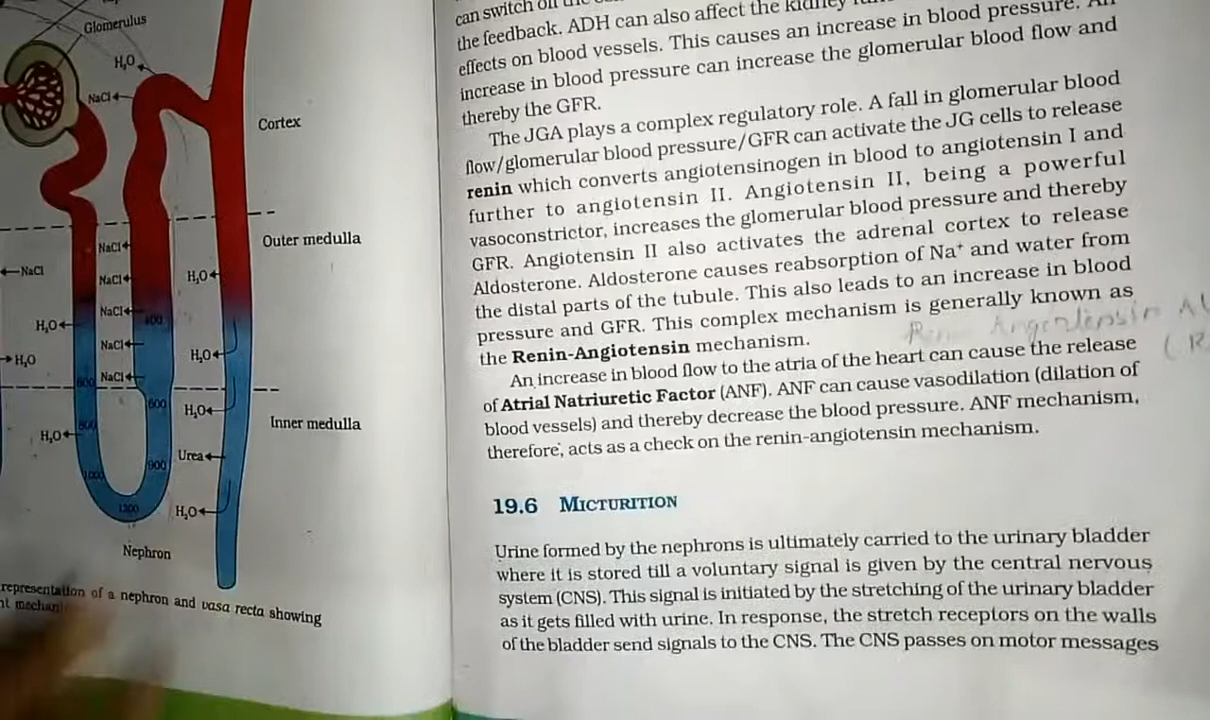 Glomerulus
H₂O
NaCl
Cortex
NaCl
Outer medulla
NaCl
NaCl
H₂O
NaCl
400
H₂O
NaCl
H₂O
H₂O
NaCl
600
600
H₂O
Inner medulla
800
H₂O
Urea
900
1000
1200
H₂O
Nephron
representation of a nephron and vasa recta showing
can switch off the
the feedback. ADH can also affect the kidney
effects on blood vessels. This causes an increase in blood pressure. An
increase in blood pressure can increase the glomerular blood flow and
thereby the GFR.
The JGA plays a complex regulatory role. A fall in glomerular blood
flow/glomerular blood pressure/GFR can activate the JG cells to release
renin which converts angiotensinogen in blood to angiotensin I and
further to angiotensin II. Angiotensin II, being a powerful
vasoconstrictor, increases the glomerular blood pressure and thereby
GFR. Angiotensin II also activates the adrenal cortex to release
Aldosterone. Aldosterone causes reabsorption of Na⁺ and water from
the distal parts of the tubule. This also leads to an increase in blood
pressure and GFR. This complex mechanism is generally known as
the Renin-Angiotensin mechanism.
An increase in blood flow to the atria of the heart can cause the release
of Atrial Natriuretic Factor (ANF). ANF can cause vasodilation (dilation of
blood vessels) and thereby decrease the blood pressure. ANF mechanism,
therefore, acts as a check on the renin-angiotensin mechanism.
19.6 MICTURITION
Urine formed by the nephrons is ultimately carried to the urinary bladder
where it is stored till a voluntary signal is given by the central nervous
system (CNS). This signal is initiated by the stretching of the urinary bladder
as it gets filled with urine. In response, the stretch receptors on the walls
of the bladder send signals to the CNS. The CNS passes on motor messages